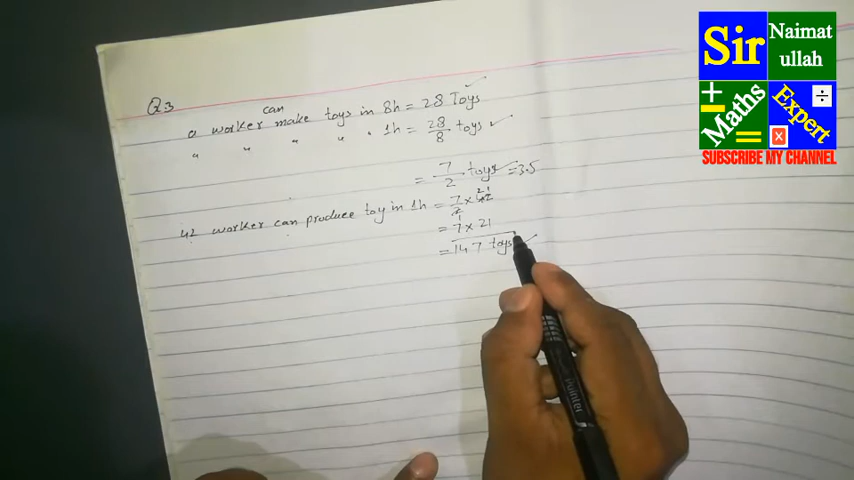 Q.3
a worker can make toys in 8h = 28 Toys
" " " " " 1h = 28/8 toys
= 7/2 toys = 3.5
42 worker can produce toy in 1h = 7/2 x 42
= 7 x 21
= 147 toys
Sir Naimat ullah
Maths Expert
SUBSCRIBE MY CHANNEL
Pointer